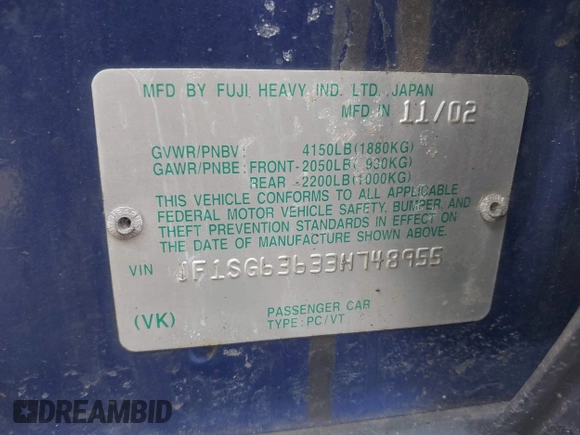 MFD BY FUJI HEAVY IND. LTD., JAPAN
MFD.IN 11/02
GVWR/PNBV: 4150LB(1880KG)
GAWR/PNBE:FRONT-2050LB( 930KG)
REAR -2200LB(1000KG)
THIS VEHICLE CONFORMS TO ALL APPLICABLE
FEDERAL MOTOR VEHICLE SAFETY, BUMPER, AND
THEFT PREVENTION STANDARDS IN EFFECT ON
THE DATE OF MANUFACTURE SHOWN ABOVE.
VIN JF1SG63633H748955
PASSENGER CAR
(VK) TYPE:PC/VT
DREAMBID